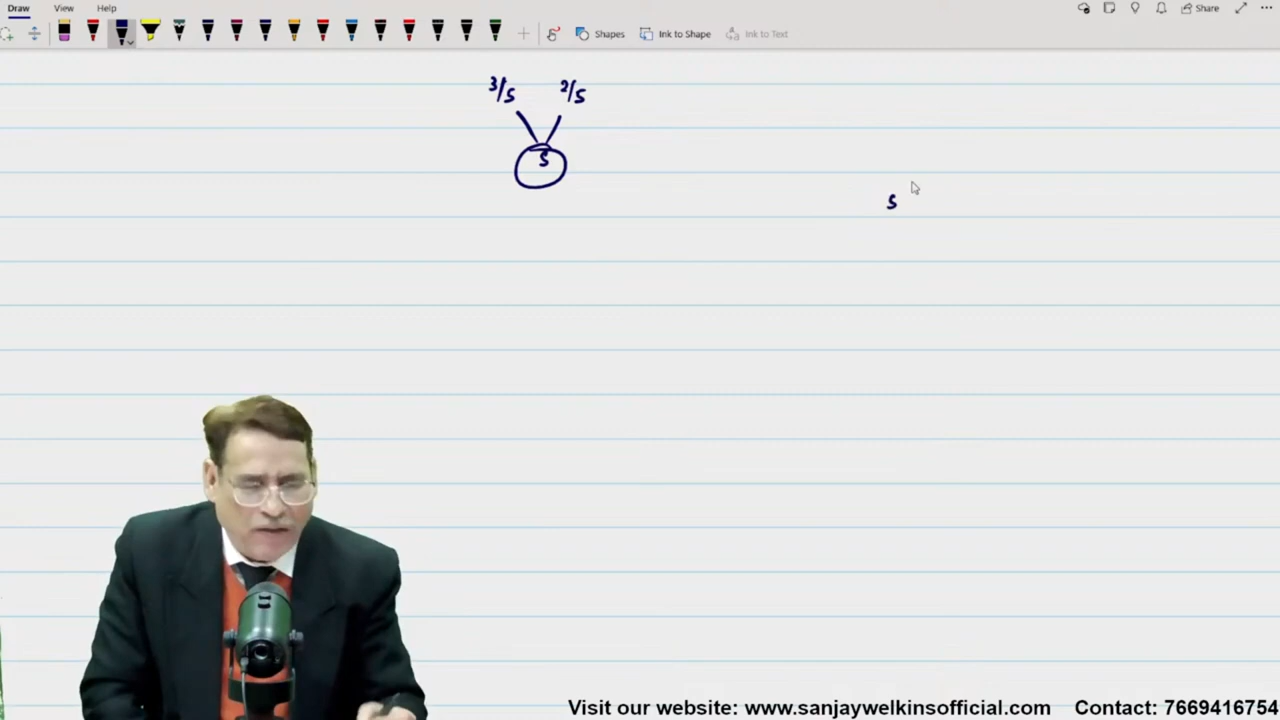 Draw View Help
Share
Shapes Ink to Shape Ink to Text
3/5 2/5
5
5
Visit our website: www.sanjaywelkinsofficial.com Contact: 7669416754